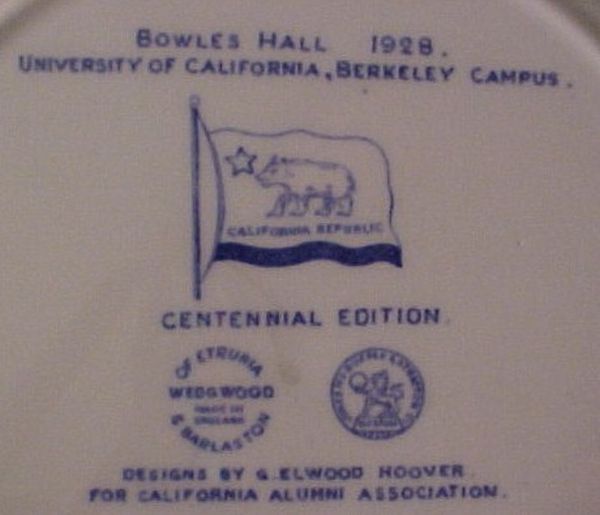 BOWLES HALL 1928.
UNIVERSITY OF CALIFORNIA, BERKELEY CAMPUS.
CALIFORNIA REPUBLIC
CENTENNIAL EDITION.
OF ETRURIA
WEDGWOOD
MADE IN
ENGLAND
& BARLASTON
DESIGNS BY G. ELWOOD HOOVER
FOR CALIFORNIA ALUMNI ASSOCIATION.